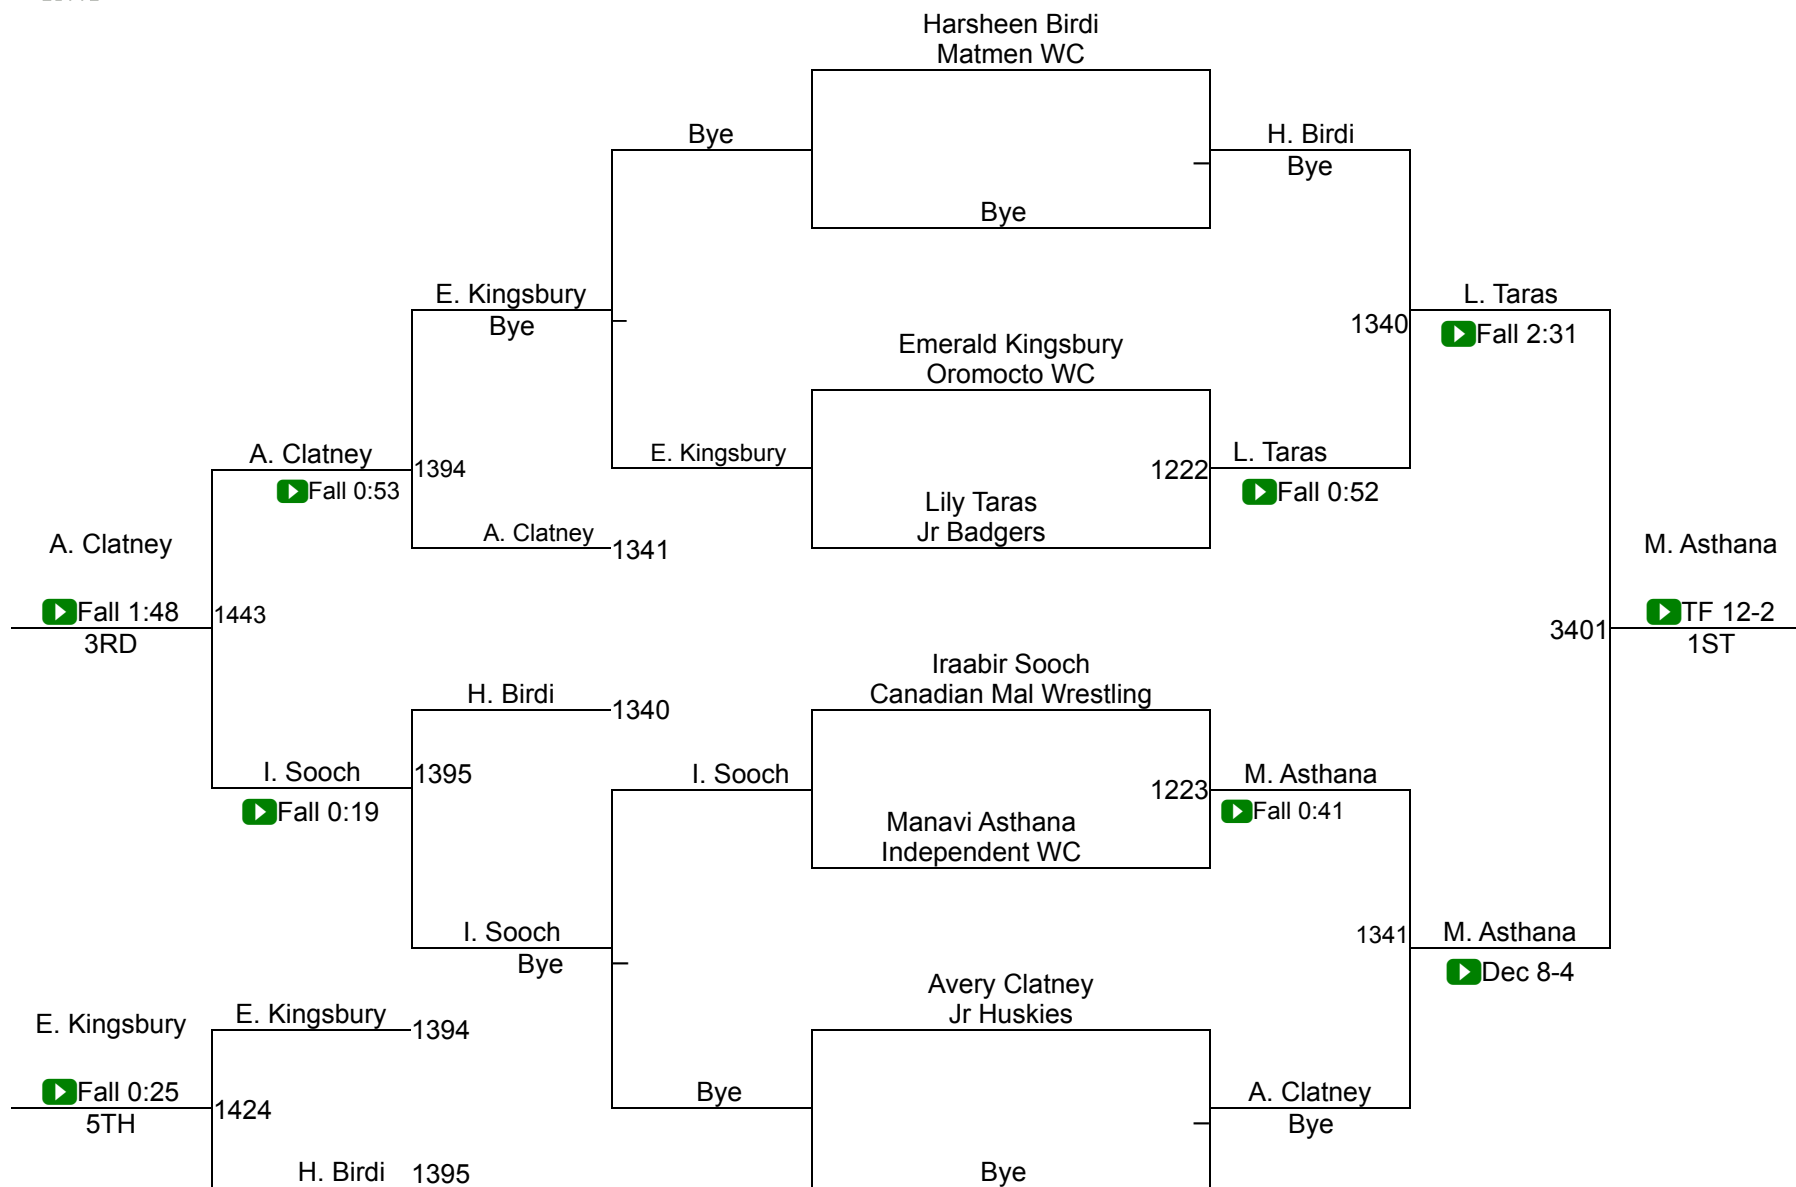 Harsheen Birdi
Matmen WC
Bye
H. Birdi
Bye
Bye
E. Kingsbury
Bye
L. Taras
1340
Fall 2:31
Emerald Kingsbury
Oromocto WC
A. Clatney
1394
Fall 0:53
E. Kingsbury
1222
L. Taras
Fall 0:52
Lily Taras
Jr Badgers
A. Clatney
1341
A. Clatney
M. Asthana
Fall 1:48
1443
3RD
3401
TF 12-2
1ST
Iraabir Sooch
Canadian Mal Wrestling
H. Birdi
1340
I. Sooch
1395
Fall 0:19
I. Sooch
1223
M. Asthana
Fall 0:41
Manavi Asthana
Independent WC
I. Sooch
Bye
1341
M. Asthana
Dec 8-4
Avery Clatney
Jr Huskies
E. Kingsbury
E. Kingsbury
1394
Fall 0:25
1424
5TH
Bye
A. Clatney
Bye
H. Birdi
1395
Bye